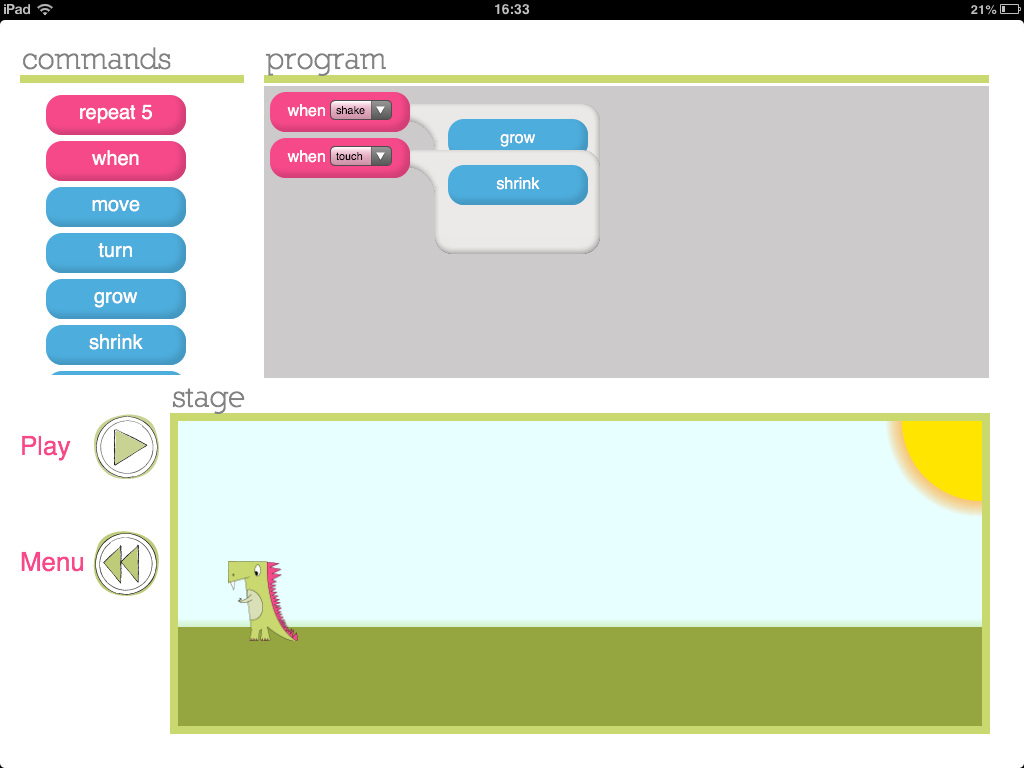 iPad 16:33 21%
commands
program
repeat 5
when
move
turn
grow
shrink
when shake
grow
when touch
shrink
stage
Play
Menu